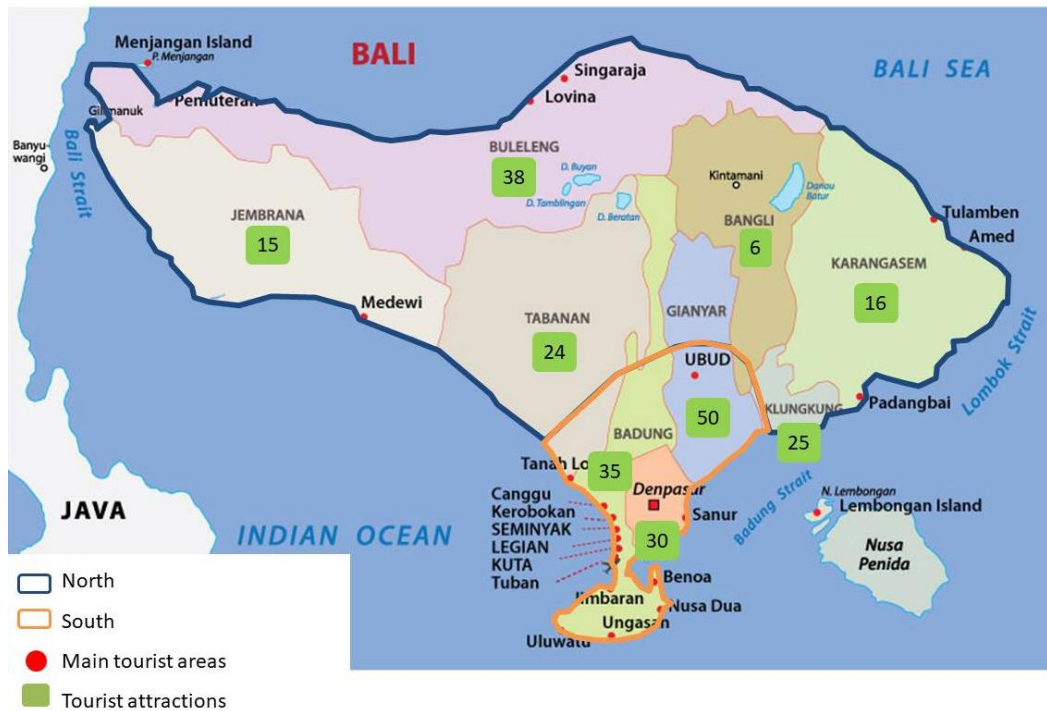 Menjangan Island
P. Menjangan
BALI
BALI SEA
Singaraja
Lovina
Gilimanuk
Pemuteran
Banyu-
wangi
Bali Strait
BULELENG
38
D. Buyan
D. Tamblingan
D. Beratan
Kintamani
Danau
Batur
BANGLI
6
Tulamben
Amed
JEMBRANA
15
KARANGASEM
16
Medewi
TABANAN
24
GIANYAR
UBUD
50
Lombok Strait
Padangbai
KLUNGKUNG
25
BADUNG
35
Tanah Lo
Denpasar
Canggu
Kerobokan
SEMINYAK
LEGIAN
KUTA
Tuban
Sanur
30
Badung Strait
N. Lembongan
Lembongan Island
Nusa
Penida
JAVA
INDIAN OCEAN
Benoa
Jimbaran
Nusa Dua
Ungasan
Uluwatu
North
South
Main tourist areas
Tourist attractions